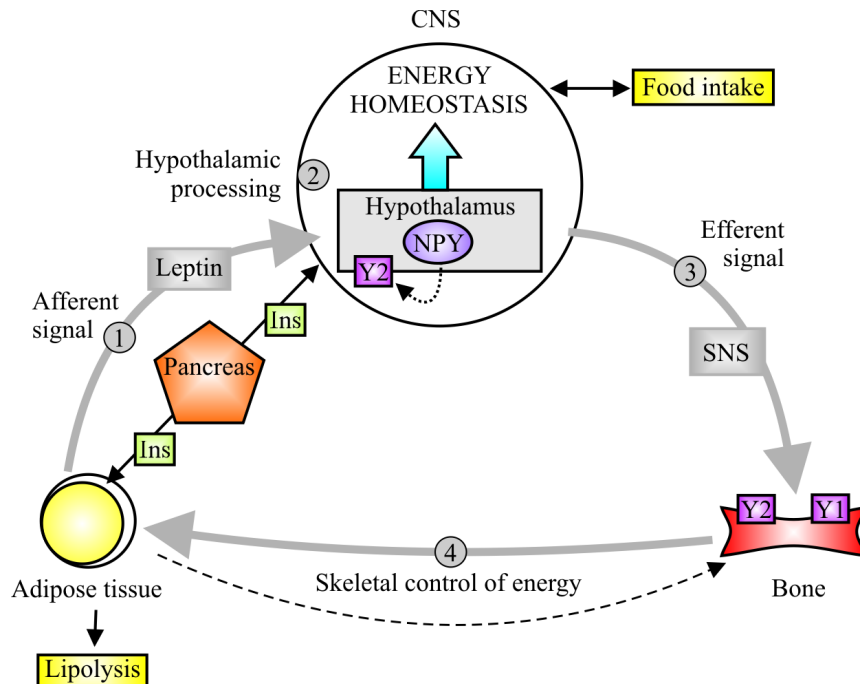 CNS
ENERGY
HOMEOSTASIS
Food intake
Hypothalamic
processing
2
Hypothalamus
NPY
Y2
Efferent
signal
3
Leptin
Afferent
signal
1
Ins
SNS
Pancreas
Ins
Y2
Y1
4
Skeletal control of energy
Adipose tissue
Bone
Lipolysis